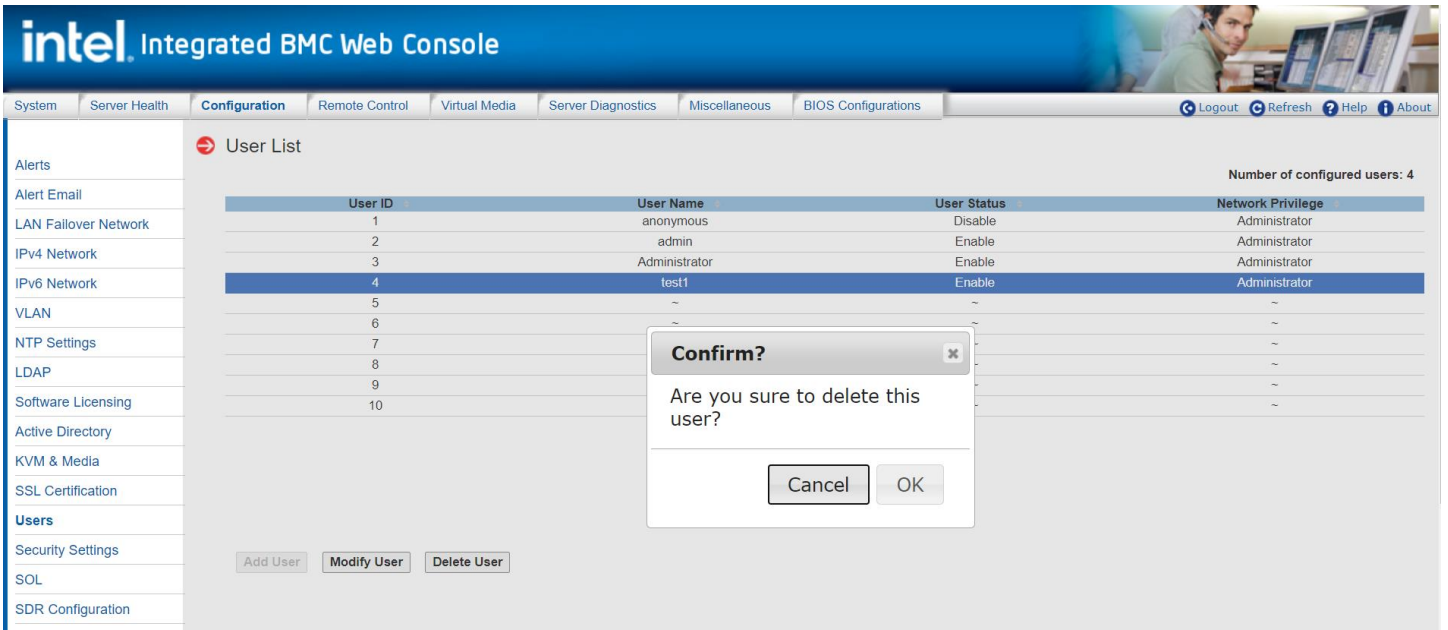 intel. Integrated BMC Web Console
System Server Health Configuration Remote Control Virtual Media Server Diagnostics Miscellaneous BIOS Configurations Logout Refresh Help About
Alerts
Alert Email
LAN Failover Network
IPv4 Network
IPv6 Network
VLAN
NTP Settings
LDAP
Software Licensing
Active Directory
KVM & Media
SSL Certification
Users
Security Settings
SOL
SDR Configuration
User List
Number of configured users: 4
User ID User Name User Status Network Privilege
1 anonymous Disable Administrator
2 admin Enable Administrator
3 Administrator Enable Administrator
4 test1 Enable Administrator
5 ~ ~ ~
6 ~ ~ ~
7 ~ ~
8 ~ ~
9 ~ ~
10 ~ ~
Confirm?
Are you sure to delete this
user?
Cancel OK
Add User Modify User Delete User